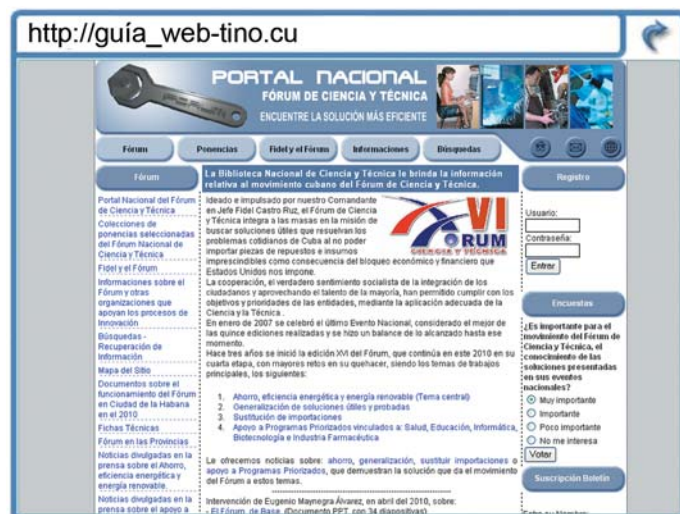 http://guía_web-tino.cu
PORTAL NACIONAL
FÓRUM DE CIENCIA Y TÉCNICA
ENCUENTRE LA SOLUCIÓN MÁS EFICIENTE
Fórum
Ponencias
Fidel y el Fórum
Informaciones
Búsquedas
Fórum
Portal Nacional del Fórum
de Ciencia y Técnica
Colecciones de
ponencias seleccionadas
del Fórum Nacional de
Ciencia y Técnica
Fidel y el Fórum
Informaciones sobre el
Fórum y otras
organizaciones que
apoyan los procesos de
Innovación
Búsquedas -
Recuperación de
Información
Mapa del Sitio
Documentos sobre el
funcionamiento del Fórum
en Ciudad de la Habana
en el 2010
Fichas Técnicas
Fórum en las Provincias
Noticias divulgadas en la
prensa sobre el Ahorro,
eficiencia energética y
energía renovable.
Noticias divulgadas en la
prensa sobre el apoyo a
La Biblioteca Nacional de Ciencia y Técnica le brinda la información
relativa al movimiento cubano del Fórum de Ciencia y Técnica.
Ideado e impulsado por nuestro Comandante
en Jefe Fidel Castro Ruz, el Fórum de Ciencia
y Técnica integra a las masas en la misión de
buscar soluciones útiles que resuelvan los
problemas cotidianos de Cuba al no poder
importar piezas de repuestos e insumos
imprescindibles como consecuencia del bloqueo económico y financiero que
Estados Unidos nos impone.
XVI
FORUM
CIENCIA Y TÉCNICA
La cooperación, el verdadero sentimiento socialista de la integración de los
ciudadanos y aprovechando el talento de la mayoría, han permitido cumplir con los
objetivos y prioridades de las entidades, mediante la aplicación adecuada de la
Ciencia y la Técnica .
En enero de 2007 se celebró el último Evento Nacional, considerado el mejor de
las quince ediciones realizadas y se hizo un balance de lo alcanzado hasta ese
momento.
Hace tres años se inició la edición XVI del Fórum, que continúa en este 2010 en su
cuarta etapa, con mayores retos en su quehacer, siendo los temas de trabajos
principales, los siguientes:
1. Ahorro, eficiencia energética y energía renovable (Tema central)
2. Generalización de soluciones útiles y probadas
3. Sustitución de importaciones
4. Apoyo a Programas Priorizados vinculados a: Salud, Educación, Informática,
Biotecnología e Industria Farmacéutica
Le ofrecemos noticias sobre: ahorro, generalización, sustituir importaciones o
apoyo a Programas Priorizados, que demuestran la solución que da el movimiento
del Fórum a estos temas.
Intervención de Eugenio Maynegra Álvarez, en abril del 2010, sobre:
- El Fórum, de Base. (Documento PPT, con 34 diapositivas)
Registro
Usuario:
Contraseña:
Entrar
Encuestas
¿Es importante para el
movimiento del Fórum de
Ciencia y Técnica, el
conocimiento de las
soluciones presentadas
en sus eventos
nacionales?
Muy importante
Importante
Poco importante
No me interesa
Votar
Suscripción Boletín